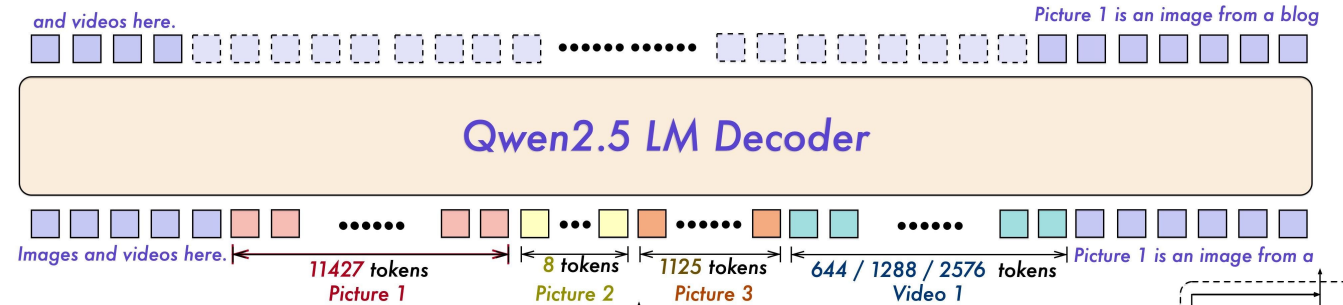 and videos here.
Picture 1 is an image from a blog
Qwen2.5 LM Decoder
Images and videos here.
11427 tokens
Picture 1
8 tokens
Picture 2
1125 tokens
Picture 3
644 / 1288 / 2576 tokens
Video 1
Picture 1 is an image from a